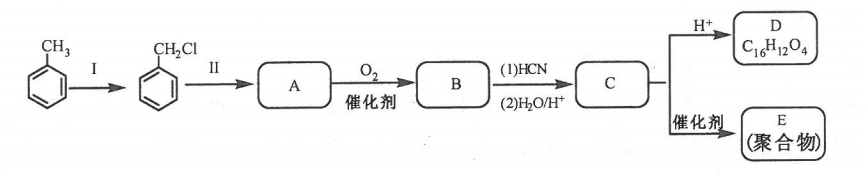 CH₃
I
CH₂Cl
II
A
O₂
催化剂
B
(1)HCN
(2)H₂O/H⁺
C
H⁺
D
C₁₆H₁₂O₄
催化剂
E
(聚合物)